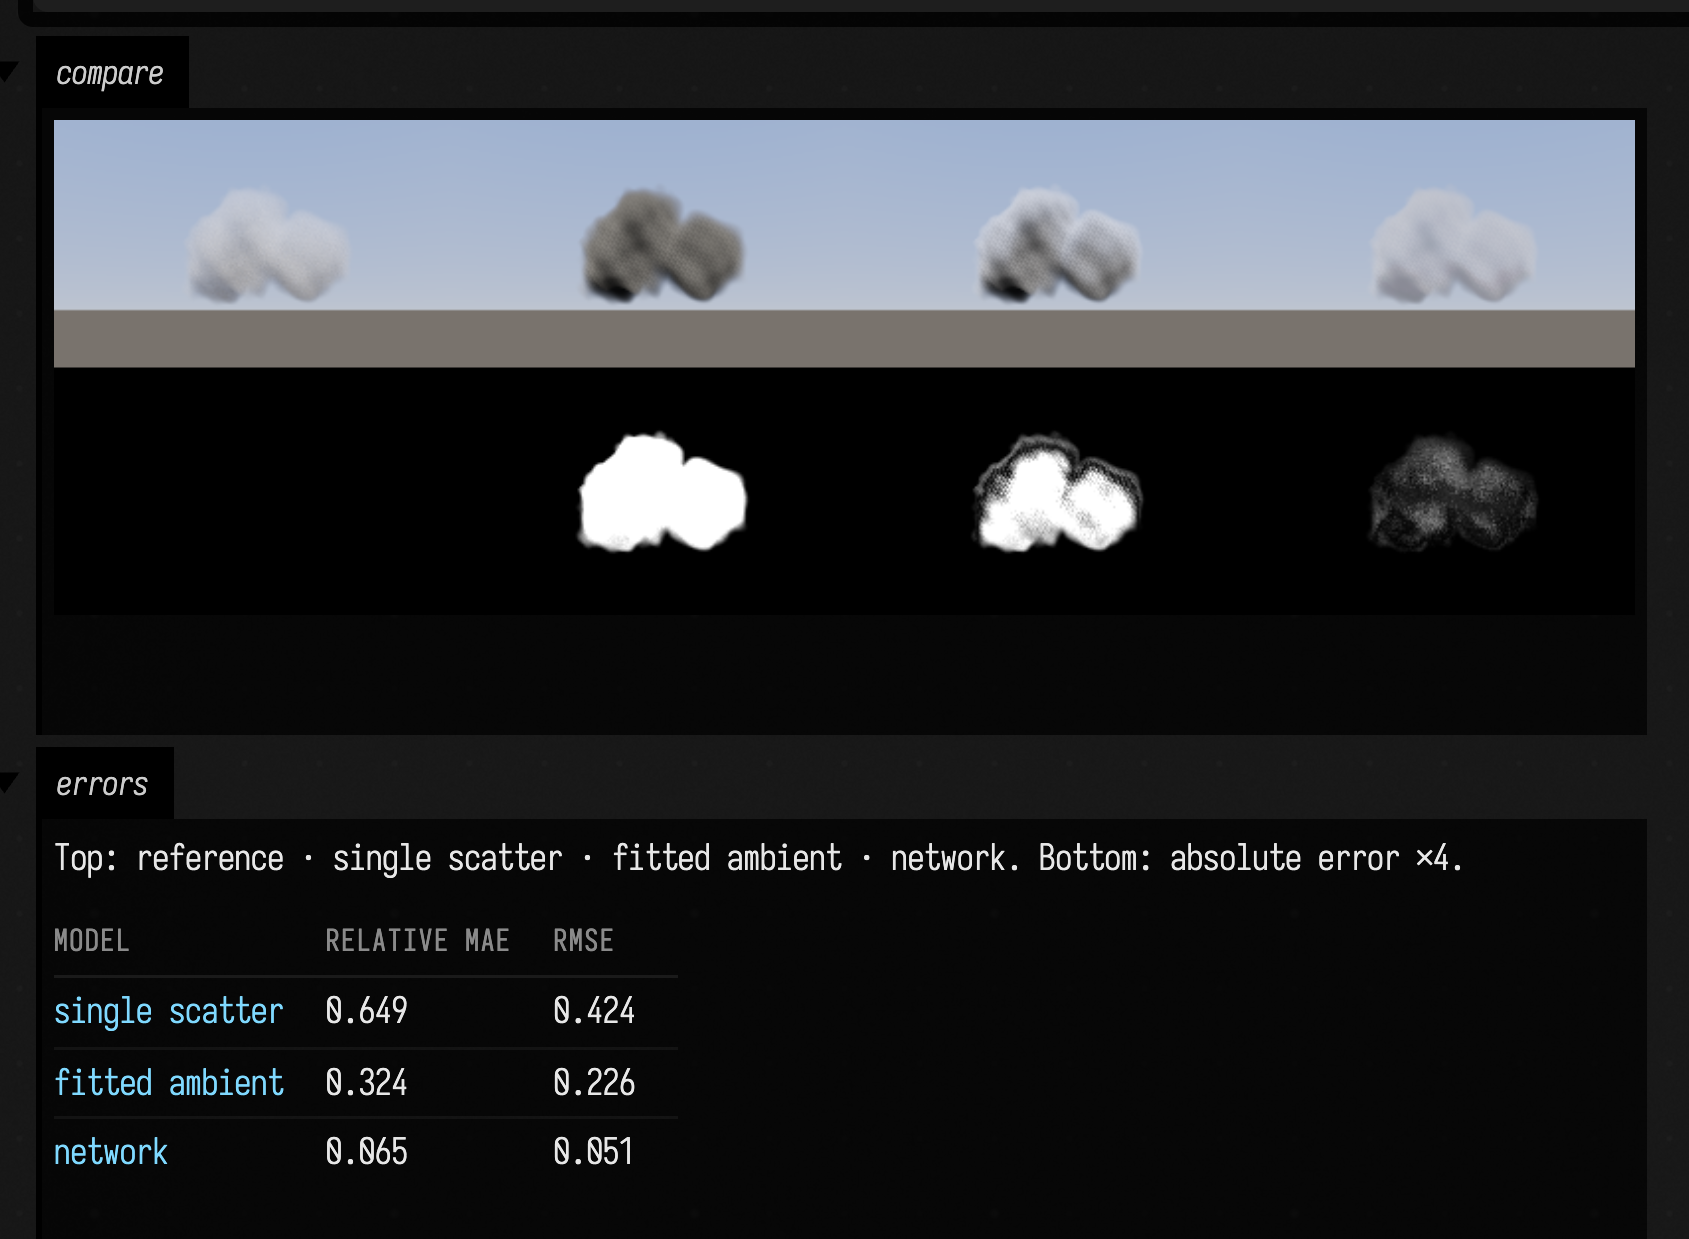 compare
errors
Top: reference · single scatter · fitted ambient · network. Bottom: absolute error ×4.
MODEL RELATIVE MAE RMSE
single scatter 0.649 0.424
fitted ambient 0.324 0.226
network 0.065 0.051